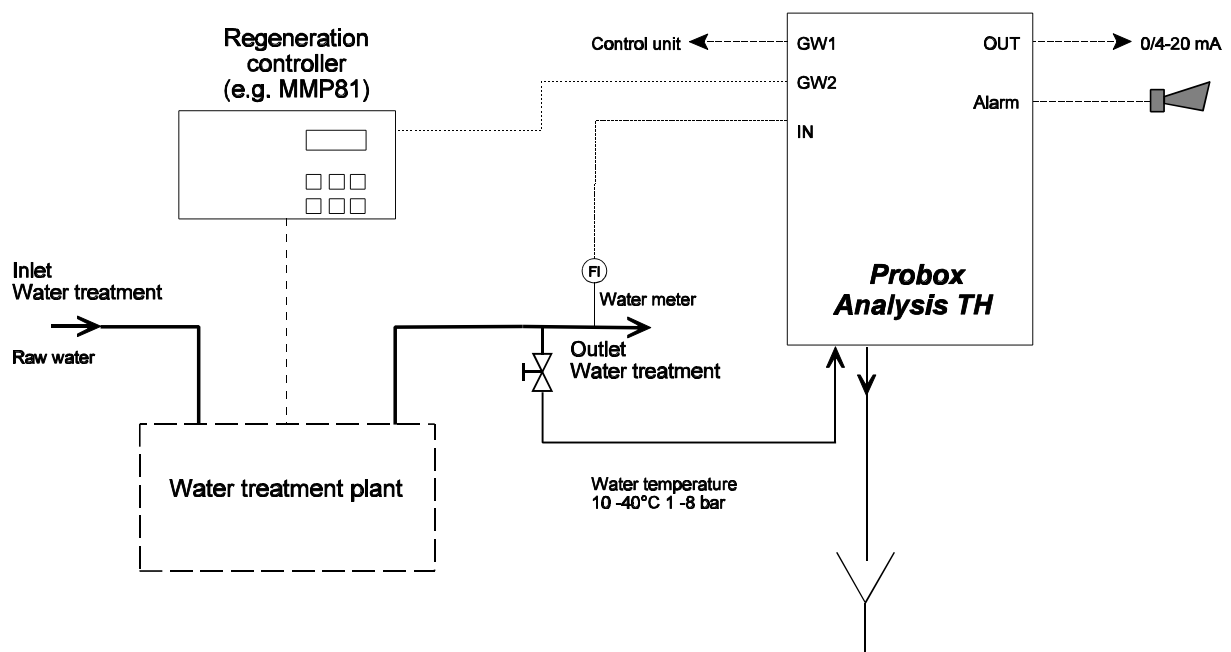 Regeneration
controller
(e.g. MMP81)
Control unit
GW1
GW2
IN
OUT
Alarm
0/4-20 mA
Probox
Analysis TH
FI
Water meter
Inlet
Water treatment
Raw water
Outlet
Water treatment
Water treatment plant
Water temperature
10 -40°C 1 -8 bar